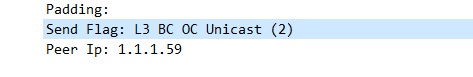 Padding:
Send Flag: L3 BC OC Unicast (2)
Peer Ip: 1.1.1.59